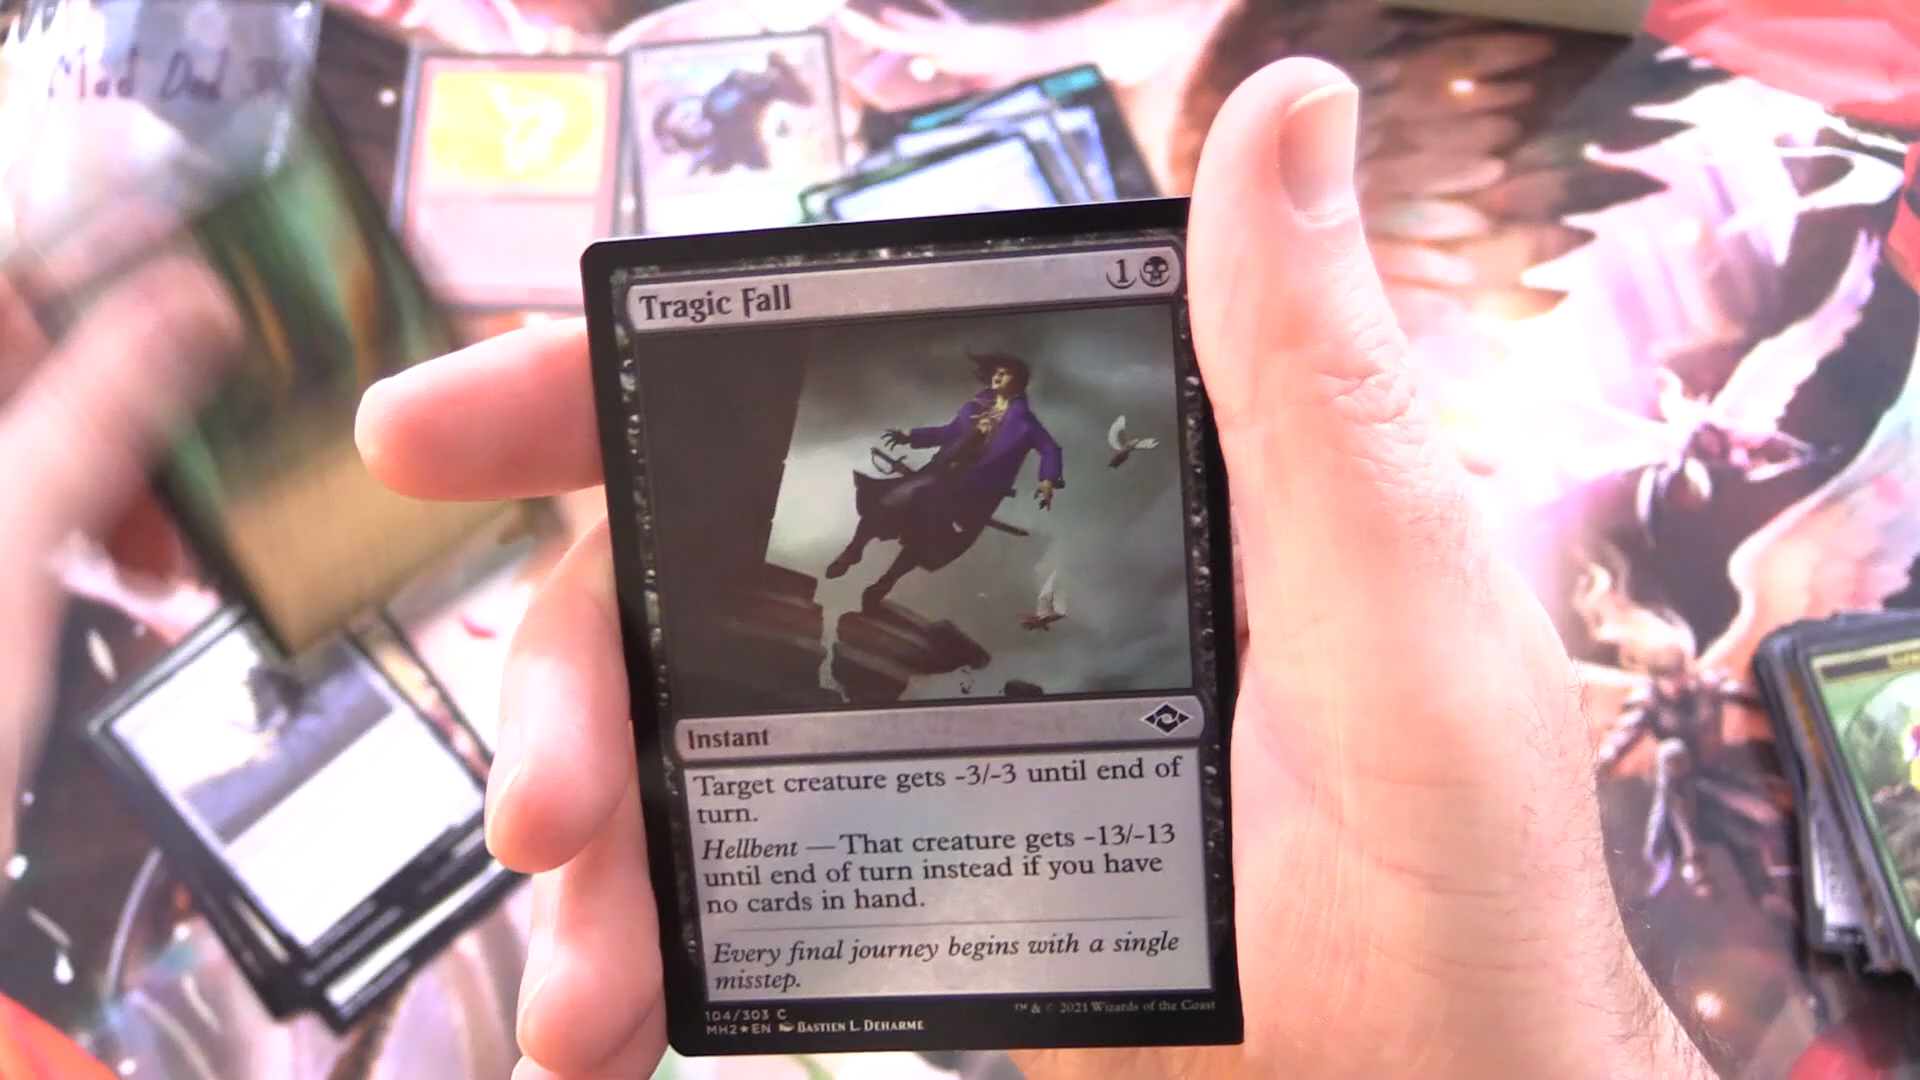 Mad Dad
Tragic Fall 1
Instant
Target creature gets -3/-3 until end of
turn.
Hellbent — That creature gets -13/-13
until end of turn instead if you have
no cards in hand.
Every final journey begins with a single
misstep.
104/303 C
MH2★EN BASTIEN L. DEHARME
™ & © 2021 Wizards of the Coast